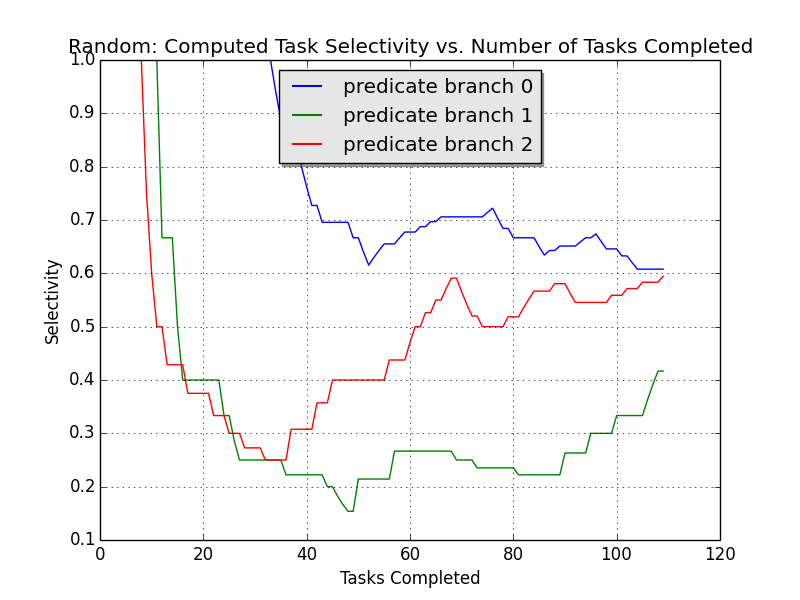 Random: Computed Task Selectivity vs. Number of Tasks Completed
predicate branch 0
predicate branch 1
predicate branch 2
Selectivity
1.0
0.9
0.8
0.7
0.6
0.5
0.4
0.3
0.2
0.1
0 20 40 60 80 100 120
Tasks Completed